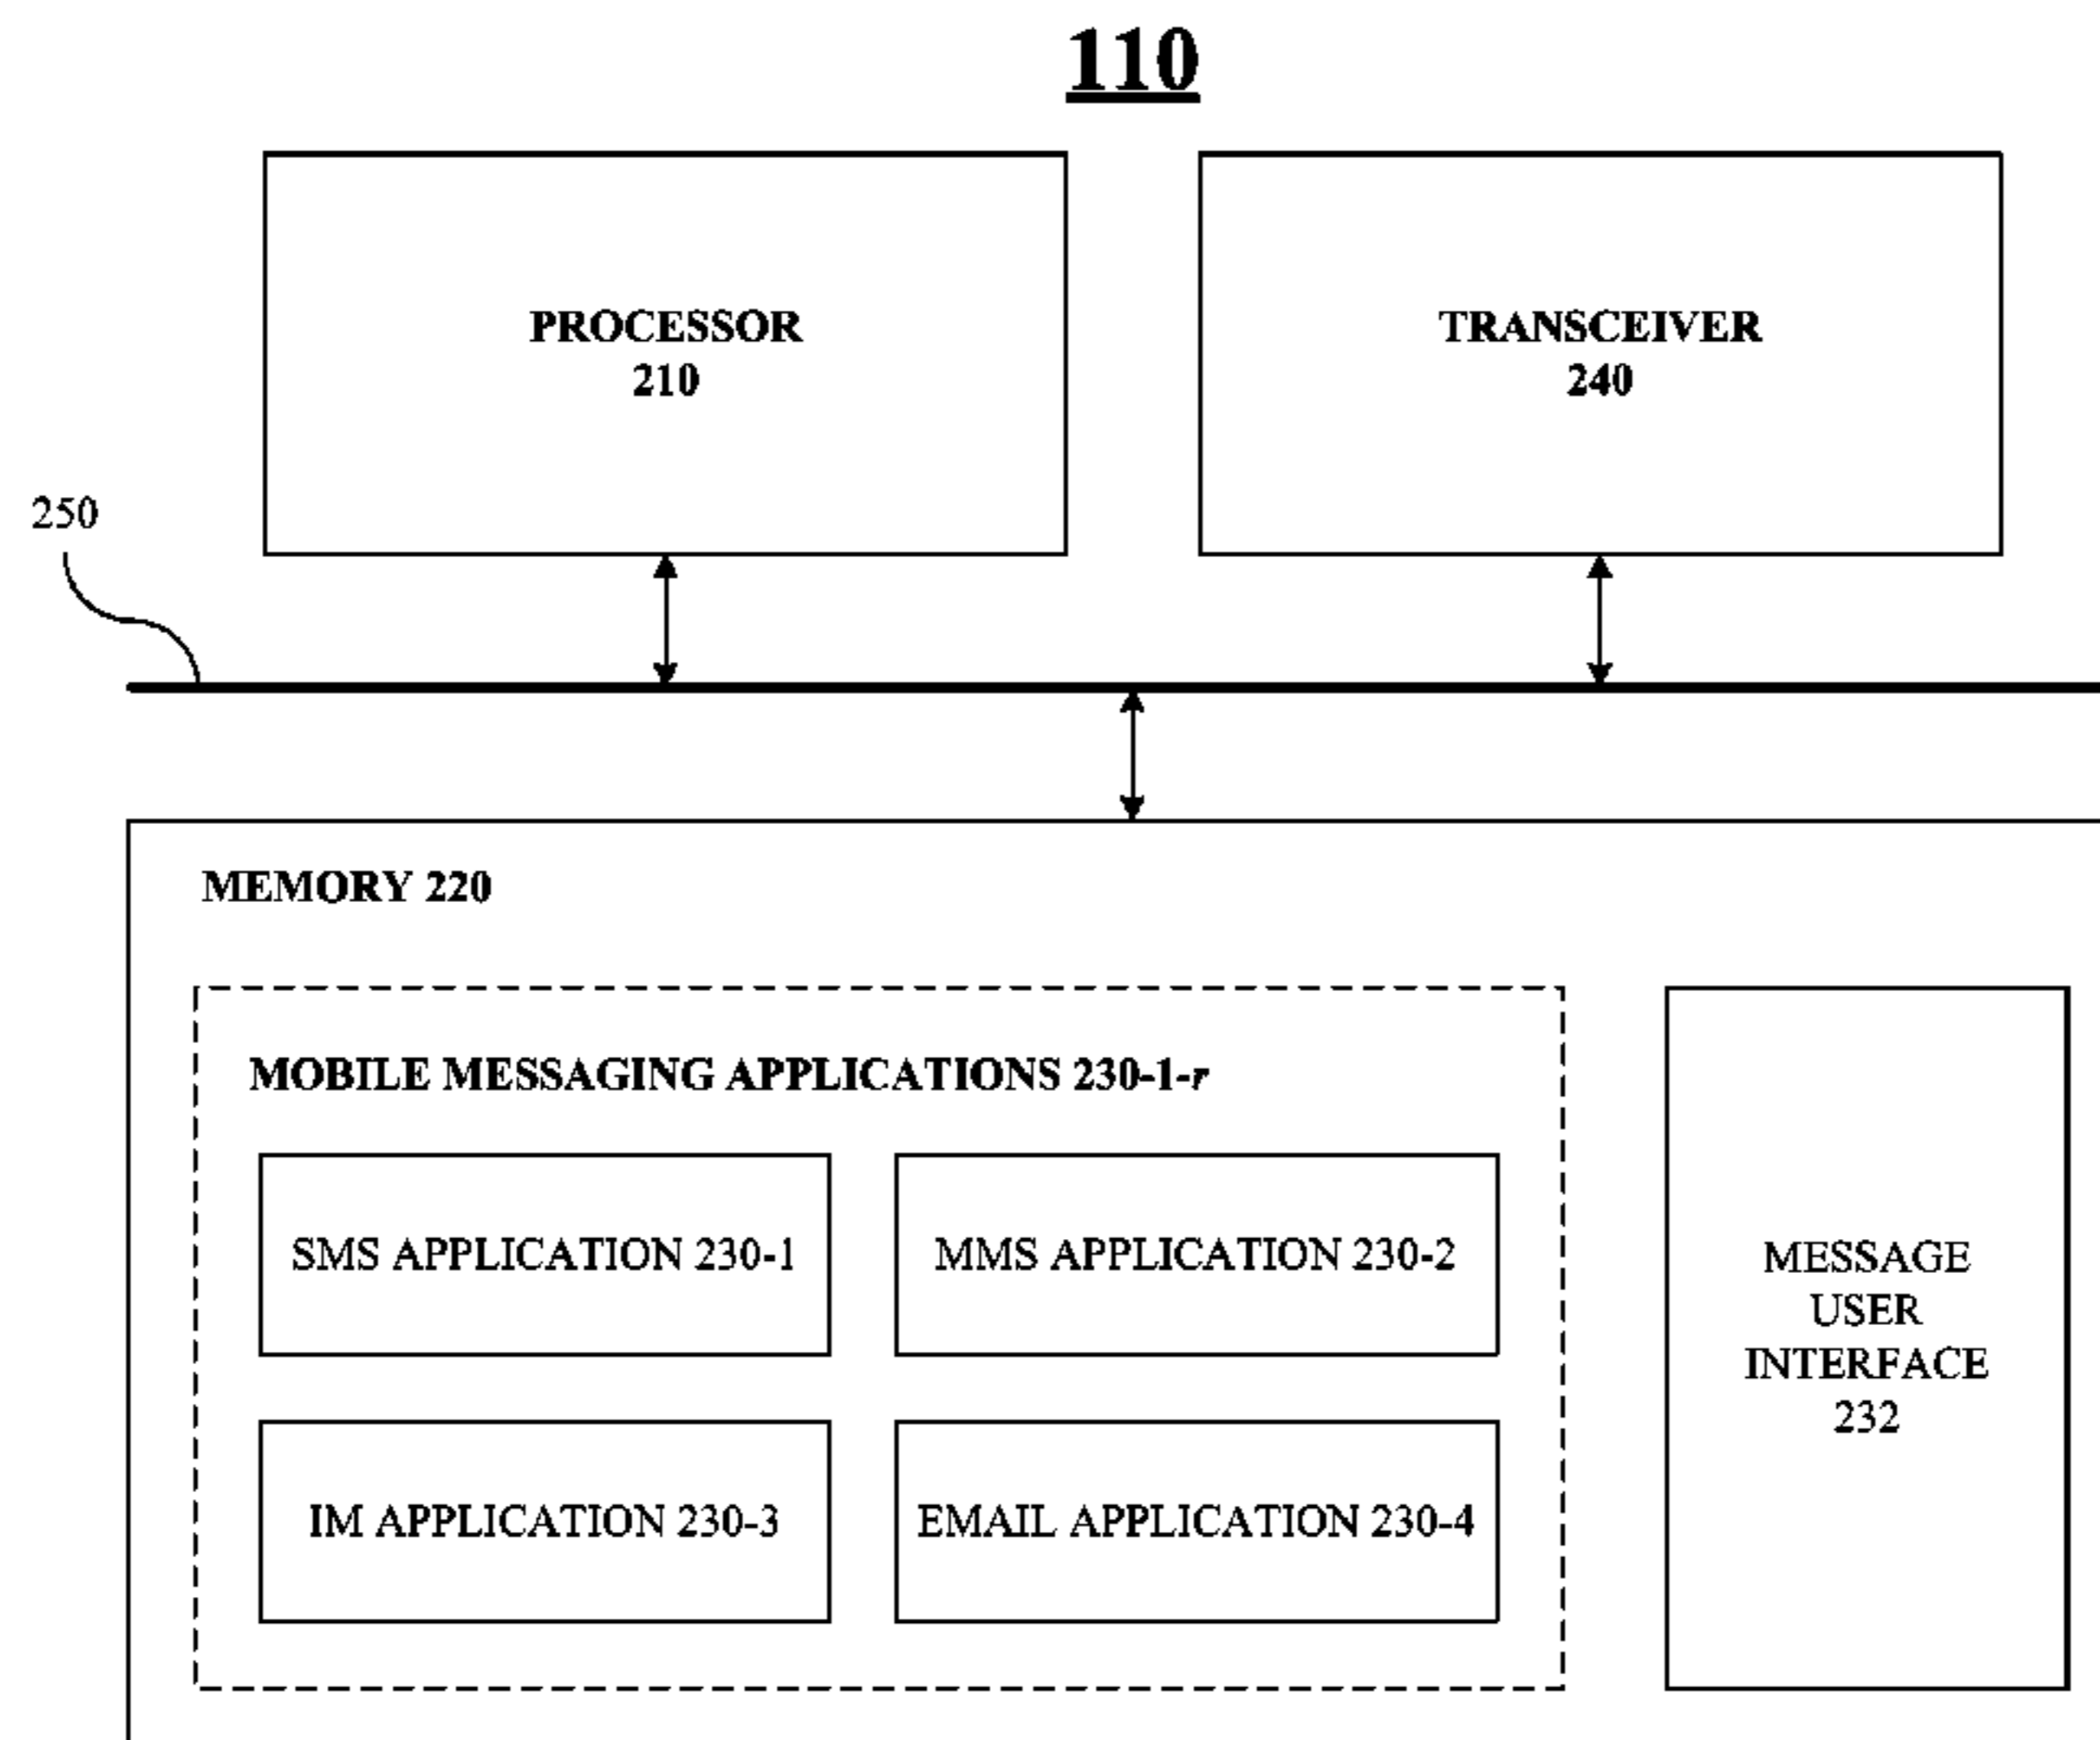 110
PROCESSOR
210
TRANSCEIVER
240
250
MEMORY 220
MOBILE MESSAGING APPLICATIONS 230-1-r
SMS APPLICATION 230-1
MMS APPLICATION 230-2
IM APPLICATION 230-3
EMAIL APPLICATION 230-4
MESSAGE
USER
INTERFACE
232